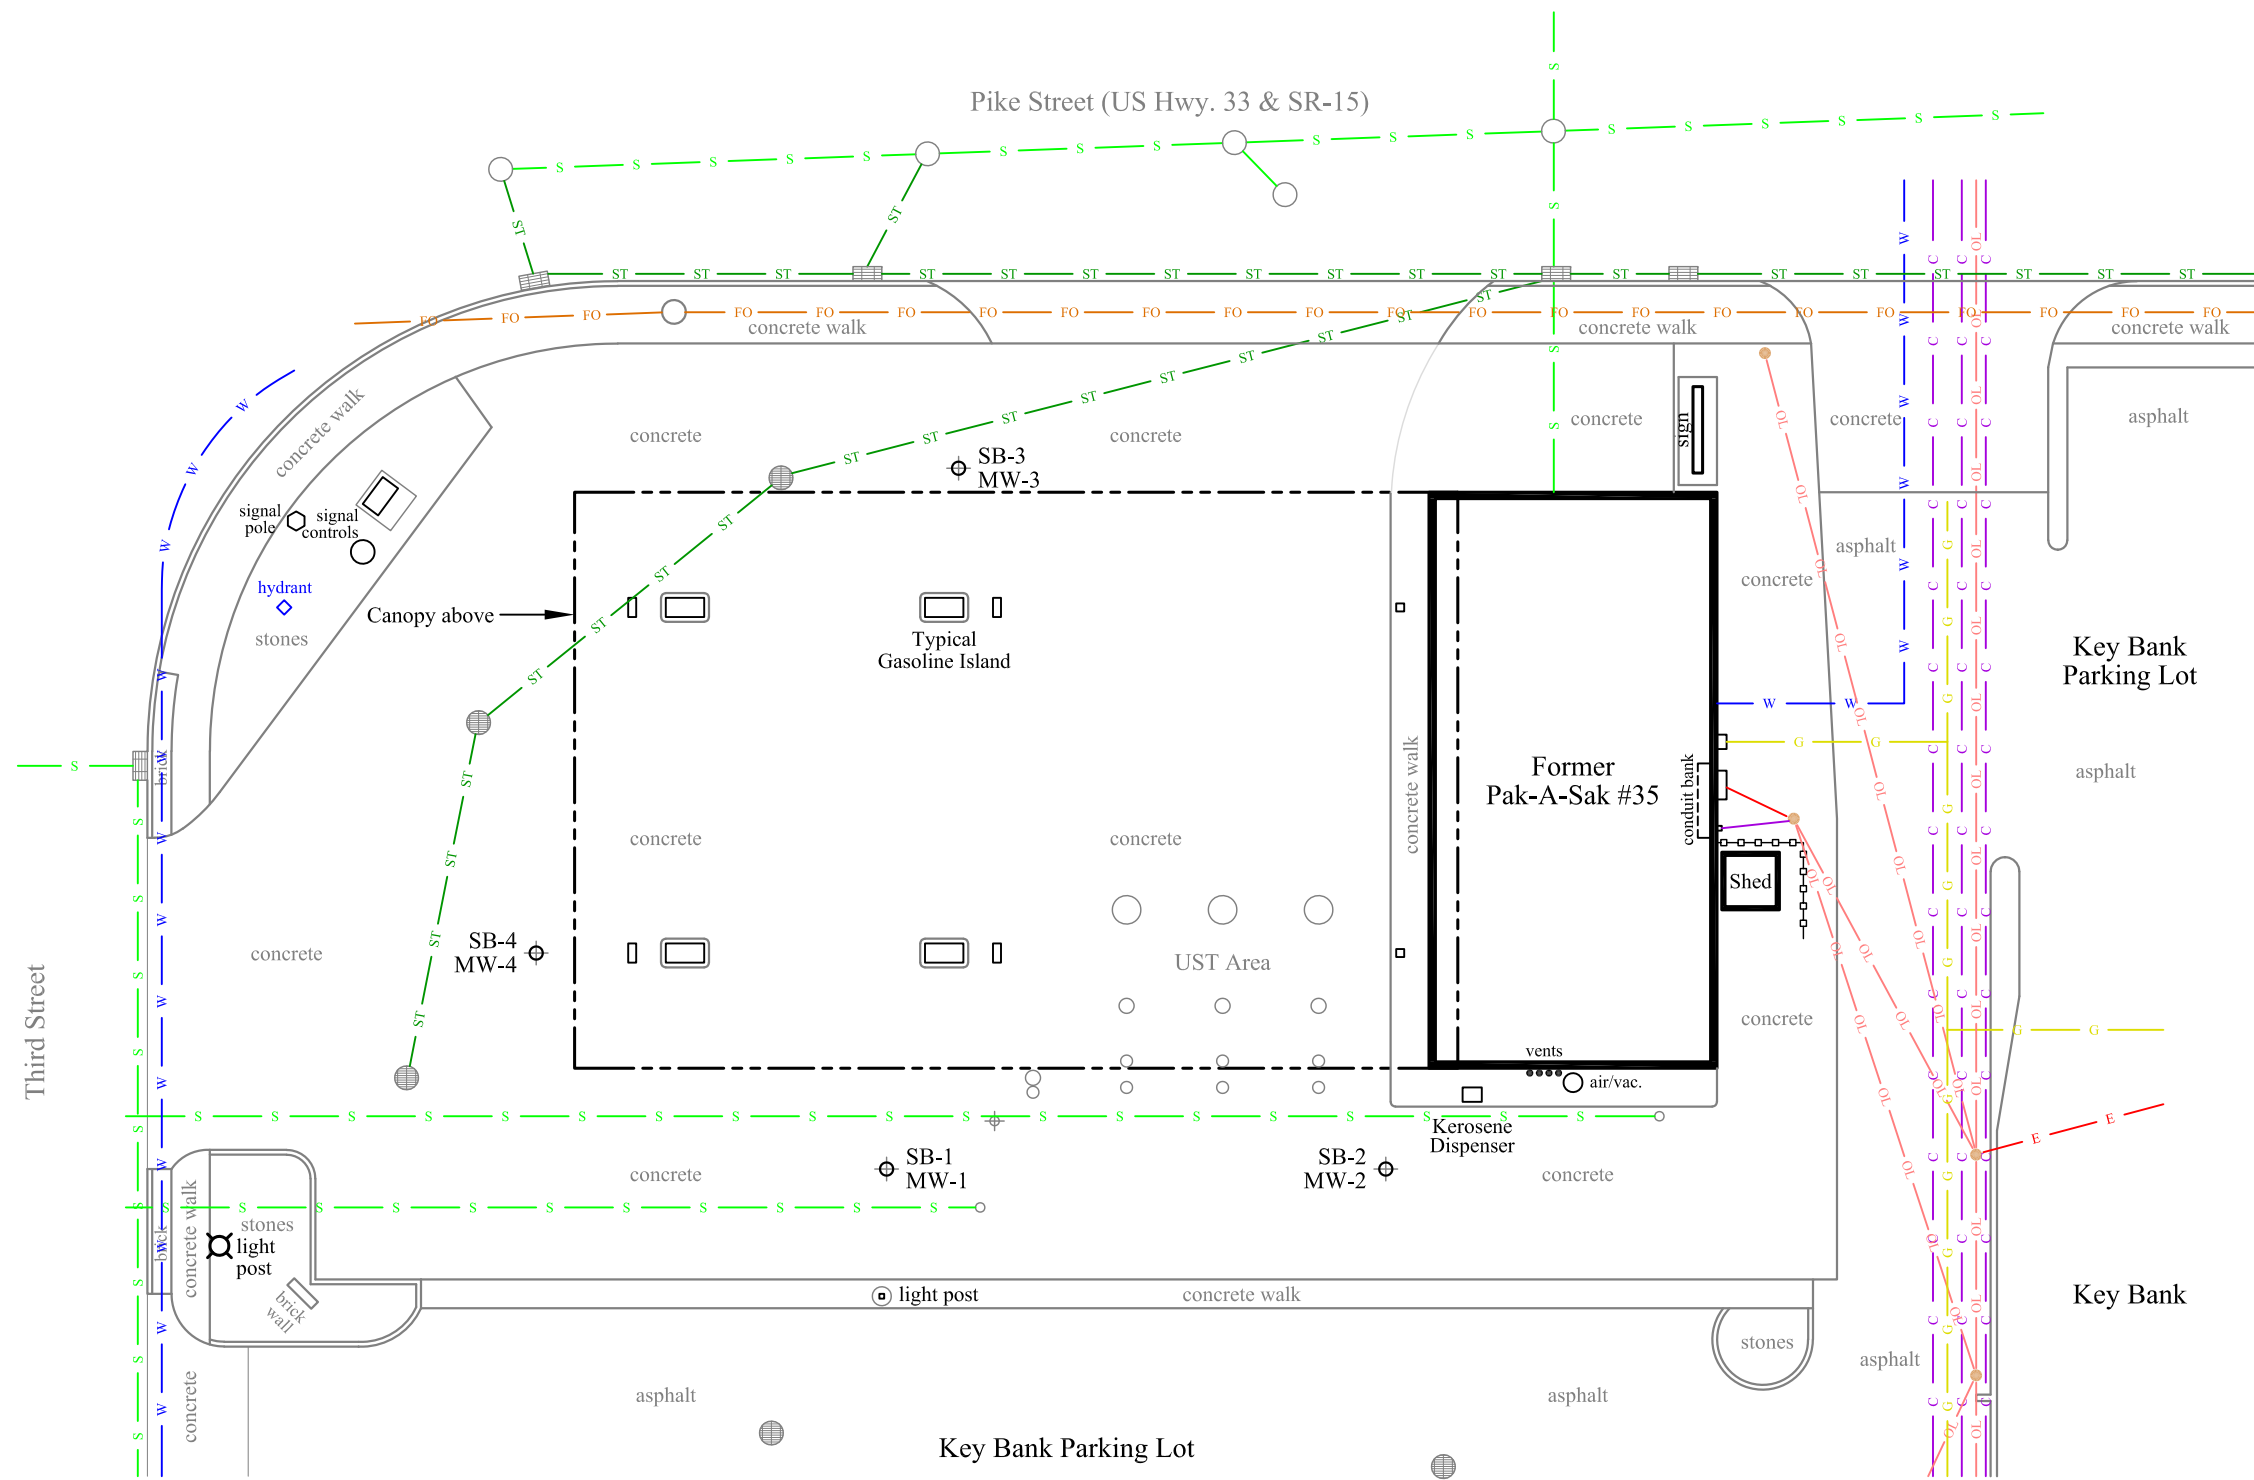 Pike Street (US Hwy. 33 & SR-15)
concrete walk
concrete walk
concrete walk
concrete walk
concrete
concrete
concrete
concrete
asphalt
sign
SB-3
MW-3
signal
pole
signal
controls
hydrant
stones
Canopy above
Typical
Gasoline Island
asphalt
concrete
Key Bank
Parking Lot
asphalt
brick
concrete walk
Former
Pak-A-Sak #35
conduit bank
Shed
concrete
concrete
concrete
SB-4
MW-4
UST Area
Third Street
concrete
vents
air/vac.
Kerosene
Dispenser
SB-1
MW-1
SB-2
MW-2
concrete
concrete
brick
concrete walk
stones
light
post
brick
wall
light post
concrete walk
Key Bank
stones
asphalt
concrete
asphalt
asphalt
Key Bank Parking Lot
S
ST
FO
W
C
OL
G
E